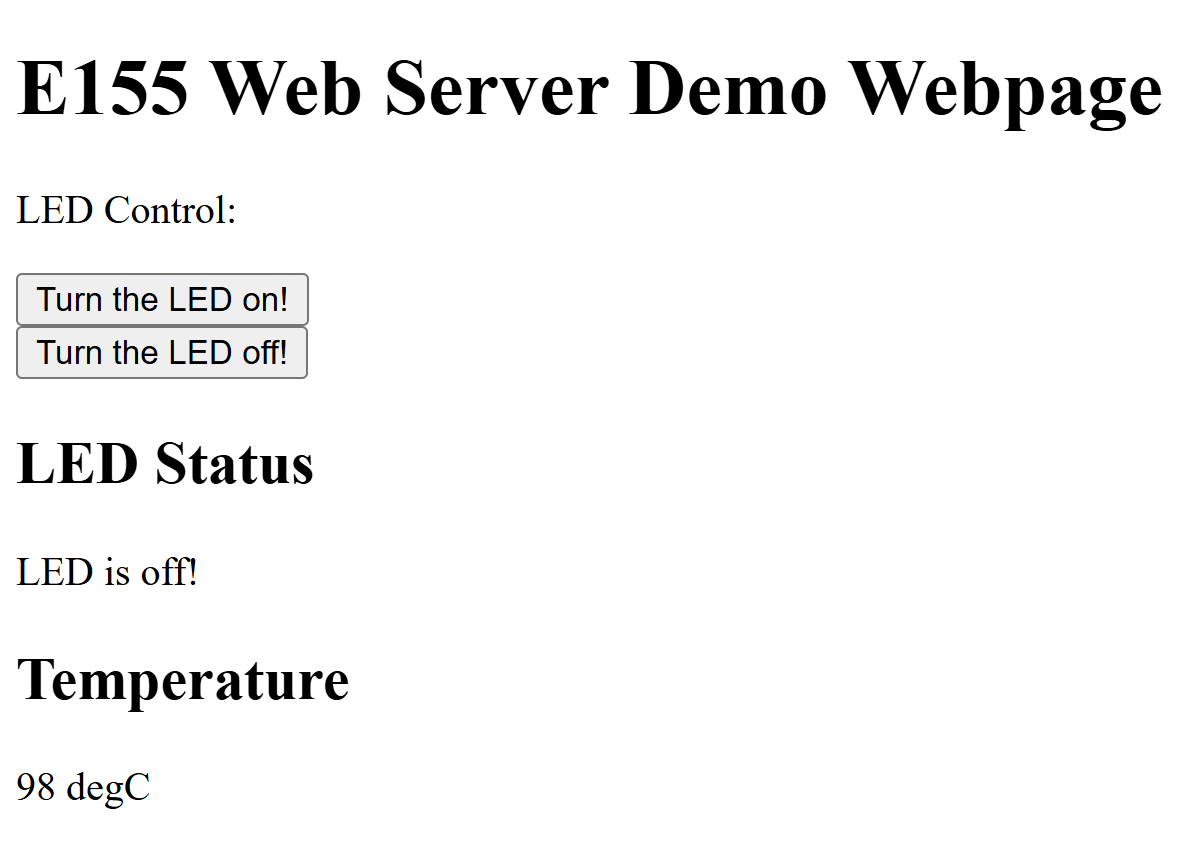 E155 Web Server Demo Webpage
LED Control:
Turn the LED on!
Turn the LED off!
LED Status
LED is off!
Temperature
98 degC